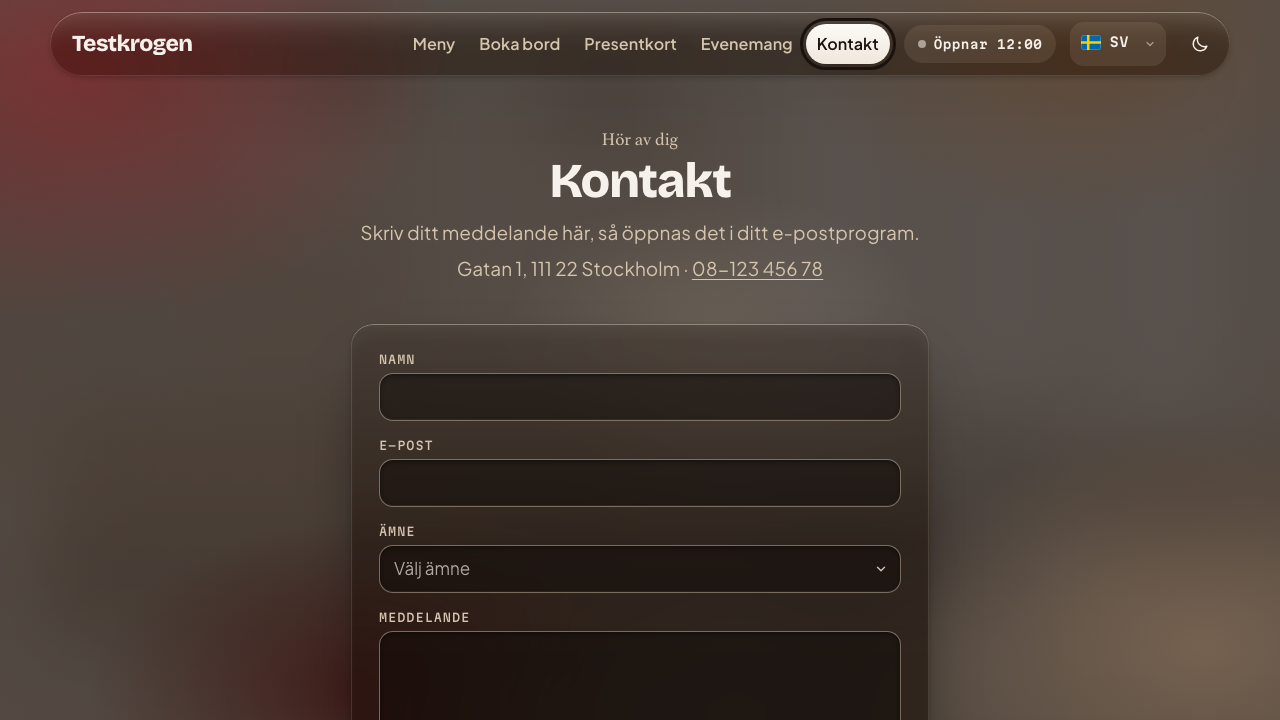 Testkrogen
Meny
Boka bord
Presentkort
Evenemang
Kontakt
Öppnar 12:00
SV
Hör av dig
Kontakt
Skriv ditt meddelande här, så öppnas det i ditt e-postprogram.
Gatan 1, 111 22 Stockholm · 08-123 456 78
NAMN
E-POST
ÄMNE
Välj ämne
MEDDELANDE